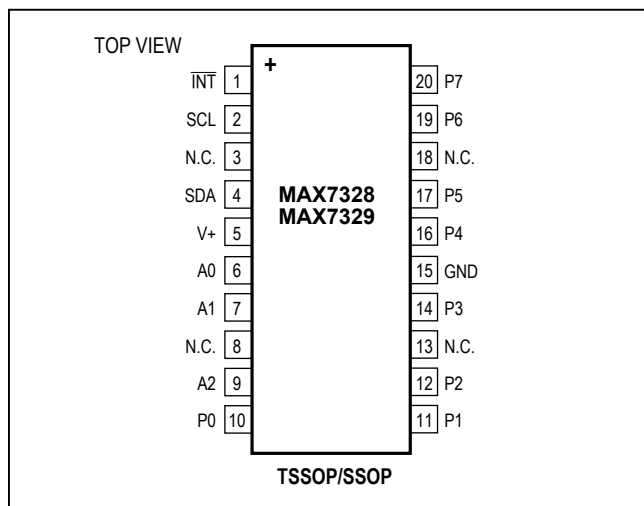 TOP VIEW
+
INT 1
SCL 2
N.C. 3
SDA 4
V+ 5
A0 6
A1 7
N.C. 8
A2 9
P0 10
MAX7328
MAX7329
20 P7
19 P6
18 N.C.
17 P5
16 P4
15 GND
14 P3
13 N.C.
12 P2
11 P1
TSSOP/SSOP